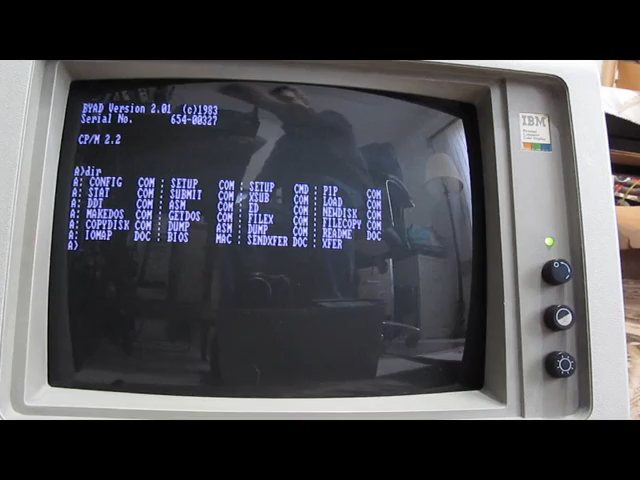 BYAD Version 2.01 (c)1983
Serial No. 654-00327
CP/M 2.2
A>dir
A: CONFIG COM : SETUP COM : SETUP CMD : PIP COM
A: STAT COM : SUBMIT COM : XSUB COM : LOAD COM
A: DDT COM : ASM COM : ED COM : NEWDISK COM
A: MAKEDOS COM : GETDOS COM : FILEX COM : FILECOPY COM
A: COPYDISK COM : DUMP ASM : DUMP COM : README DOC
A: IOMAP DOC : BIOS MAC : SENDXFER DOC : XFER
A>
IBM